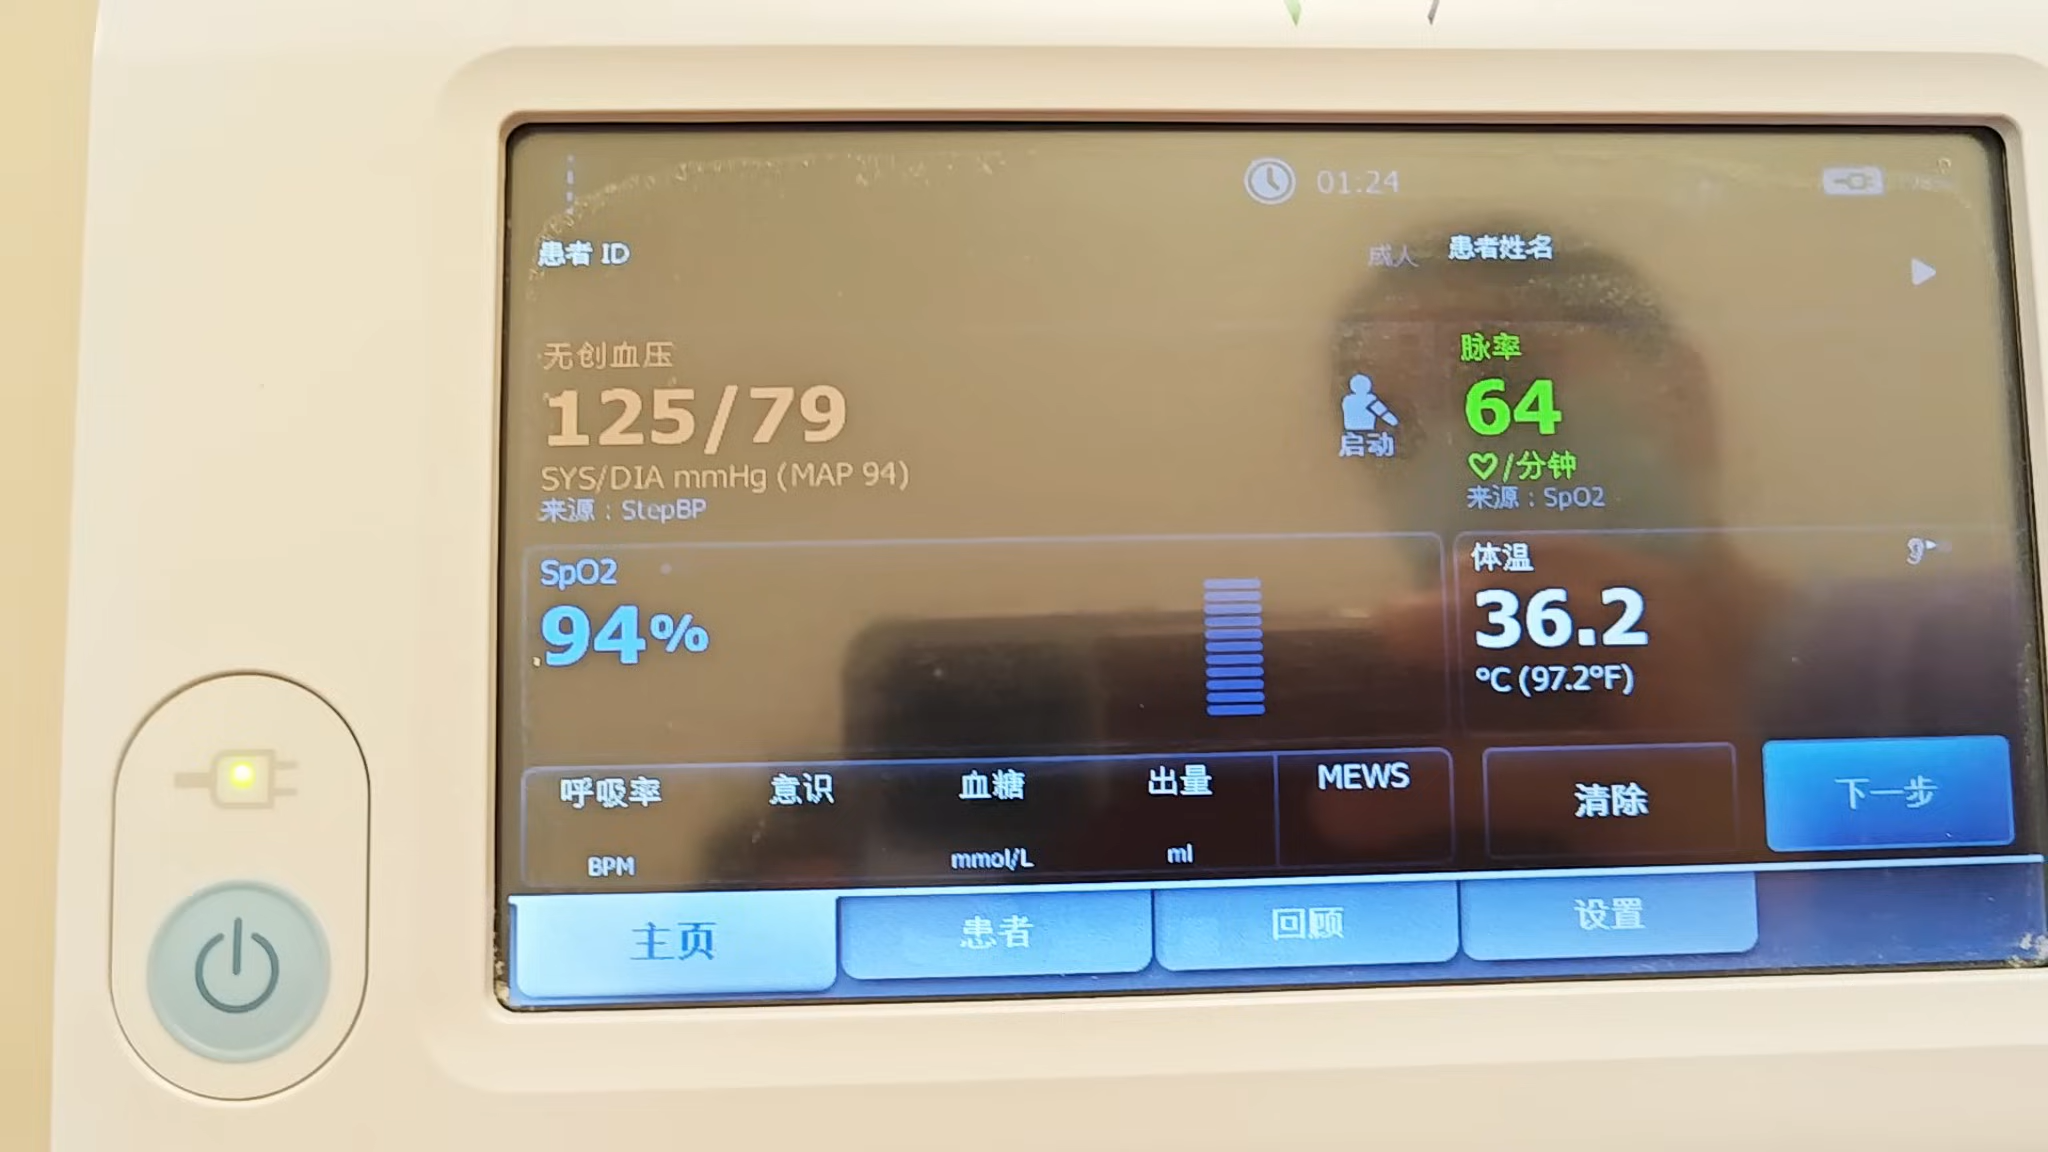 01:24
患者 ID
成人 患者姓名
无创血压
125/79
SYS/DIA mmHg (MAP 94)
来源：StepBP
启动
脉率
64
♡/分钟
来源：SpO2
SpO2
94%
体温
36.2
°C (97.2°F)
呼吸率 意识 血糖 出量 MEWS
BPM mmol/L ml
清除 下一步
主页 患者 回顾 设置